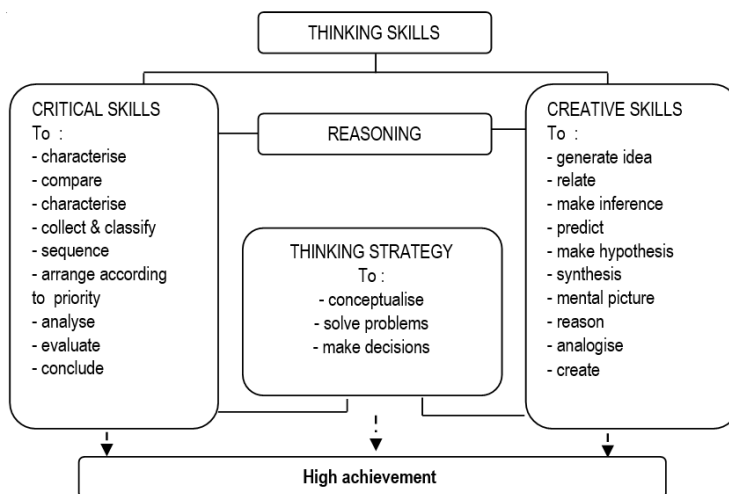 THINKING SKILLS
CRITICAL SKILLS
To :
- characterise
- compare
- characterise
- collect & classify
- sequence
- arrange according
to priority
- analyse
- evaluate
- conclude
REASONING
THINKING STRATEGY
To :
- conceptualise
- solve problems
- make decisions
CREATIVE SKILLS
To :
- generate idea
- relate
- make inference
- predict
- make hypothesis
- synthesis
- mental picture
- reason
- analogise
- create
High achievement